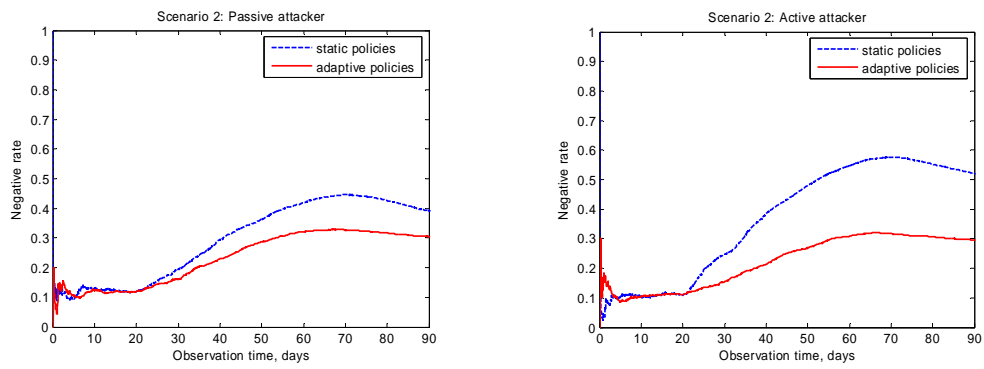 Scenario 2: Passive attacker
1
0.9
0.8
0.7
0.6
0.5
0.4
0.3
0.2
0.1
0
Negative rate
static policies
adaptive policies
0 10 20 30 40 50 60 70 80 90
Observation time, days
Scenario 2: Active attacker
1
0.9
0.8
0.7
0.6
0.5
0.4
0.3
0.2
0.1
0
Negative rate
static policies
adaptive policies
0 10 20 30 40 50 60 70 80 90
Observation time, days